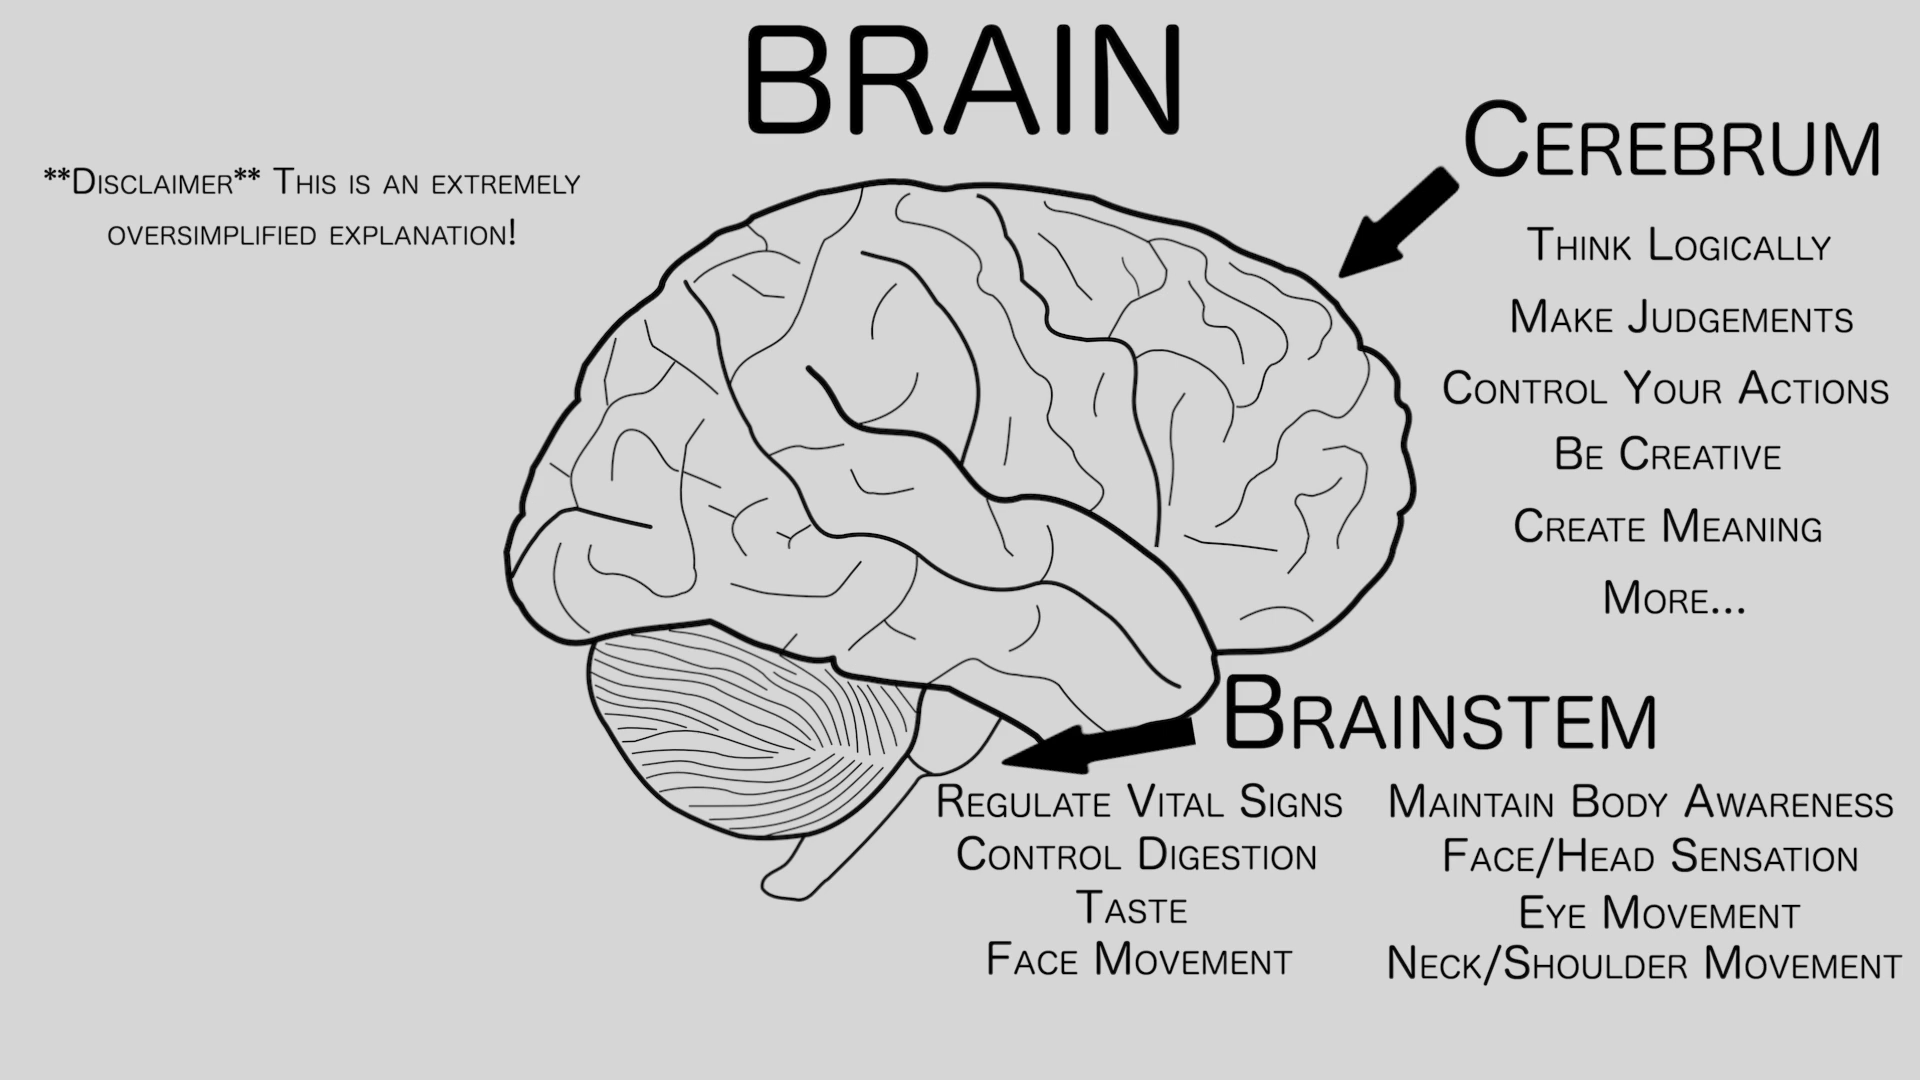 BRAIN
**Disclaimer** This is an extremely
oversimplified explanation!
Cerebrum
Think Logically
Make Judgements
Control Your Actions
Be Creative
Create Meaning
More...
Brainstem
Regulate Vital Signs
Control Digestion
Taste
Face Movement
Maintain Body Awareness
Face/Head Sensation
Eye Movement
Neck/Shoulder Movement